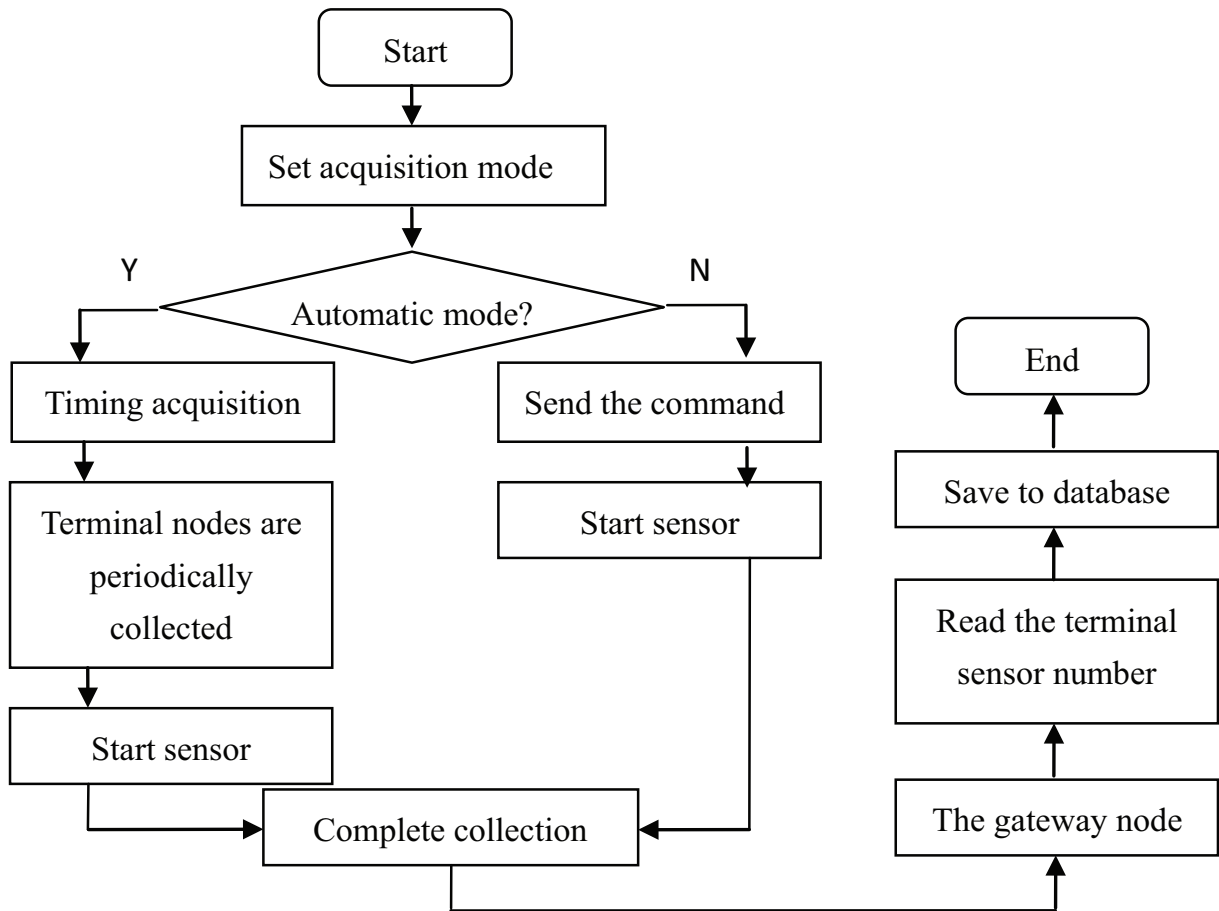 Start
Set acquisition mode
Y
N
Automatic mode?
Timing acquisition
Terminal nodes are
periodically
collected
Start sensor
Send the command
Start sensor
Complete collection
The gateway node
Read the terminal
sensor number
Save to database
End